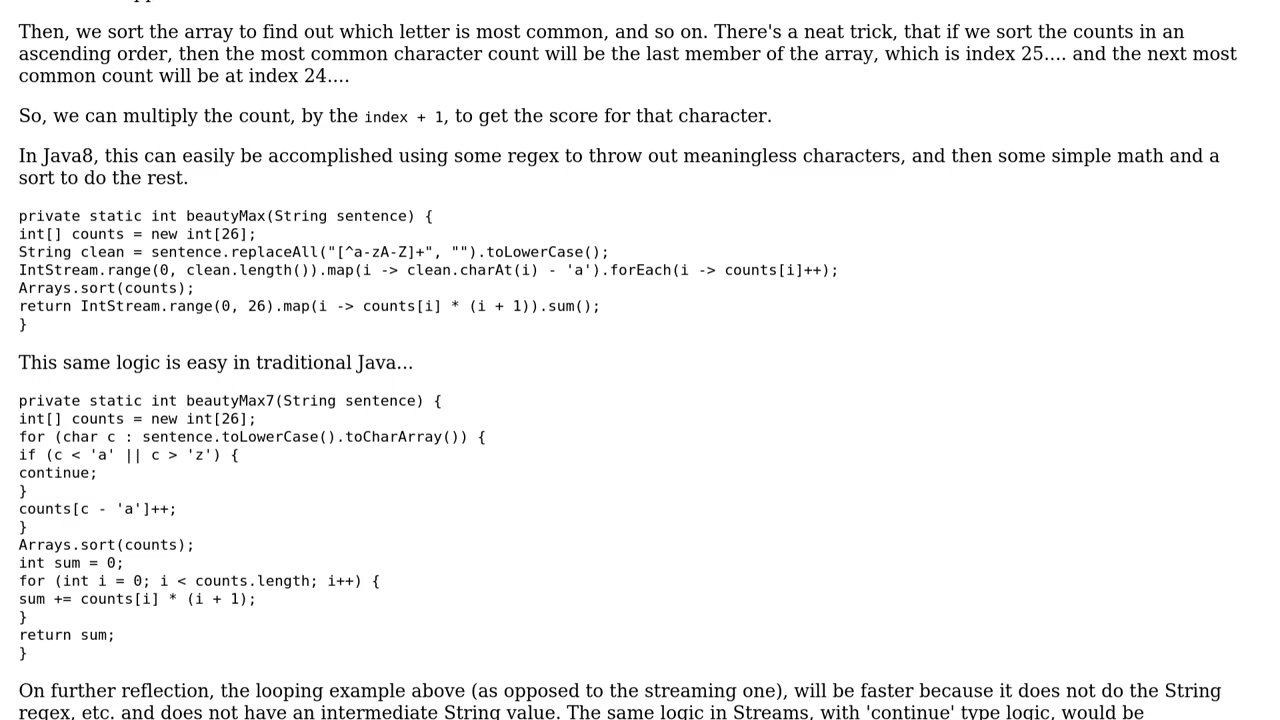 Then, we sort the array to find out which letter is most common, and so on. There's a neat trick, that if we sort the counts in an
ascending order, then the most common character count will be the last member of the array, which is index 25.... and the next most
common count will be at index 24....
So, we can multiply the count, by the index + 1, to get the score for that character.
In Java8, this can easily be accomplished using some regex to throw out meaningless characters, and then some simple math and a
sort to do the rest.
private static int beautyMax(String sentence) {
int[] counts = new int[26];
String clean = sentence.replaceAll("[^a-zA-Z]+", "").toLowerCase();
IntStream.range(0, clean.length()).map(i -> clean.charAt(i) - 'a').forEach(i -> counts[i]++);
Arrays.sort(counts);
return IntStream.range(0, 26).map(i -> counts[i] * (i + 1)).sum();
}
This same logic is easy in traditional Java...
private static int beautyMax7(String sentence) {
int[] counts = new int[26];
for (char c : sentence.toLowerCase().toCharArray()) {
if (c < 'a' || c > 'z') {
continue;
}
counts[c - 'a']++;
}
Arrays.sort(counts);
int sum = 0;
for (int i = 0; i < counts.length; i++) {
sum += counts[i] * (i + 1);
}
return sum;
}
On further reflection, the looping example above (as opposed to the streaming one), will be faster because it does not do the String
regex, etc. and does not have an intermediate String value. The same logic in Streams, with 'continue' type logic, would be